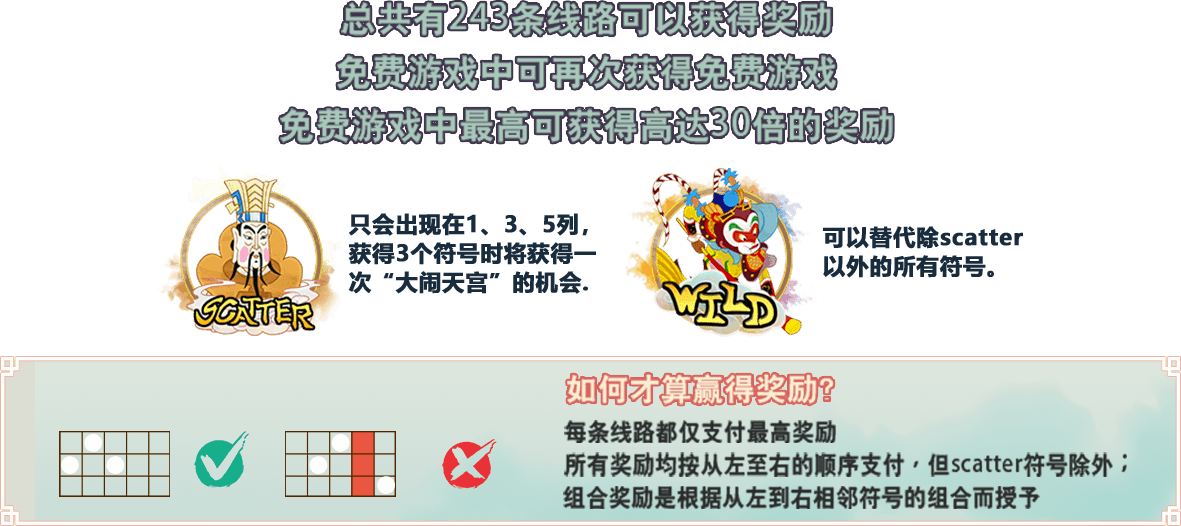 总共有243条线路可以获得奖励
免费游戏中可再次获得免费游戏
免费游戏中最高可获得高达30倍的奖励
只会出现在1、3、5列，
获得3个符号时将获得一
次“大闹天宫”的机会.
SCATTER
可以替代除scatter
以外的所有符号。
WILD
如何才算赢得奖励?
每条线路都仅支付最高奖励
所有奖励均按从左至右的顺序支付，但scatter符号除外；
组合奖励是根据从左到右相邻符号的组合而授予